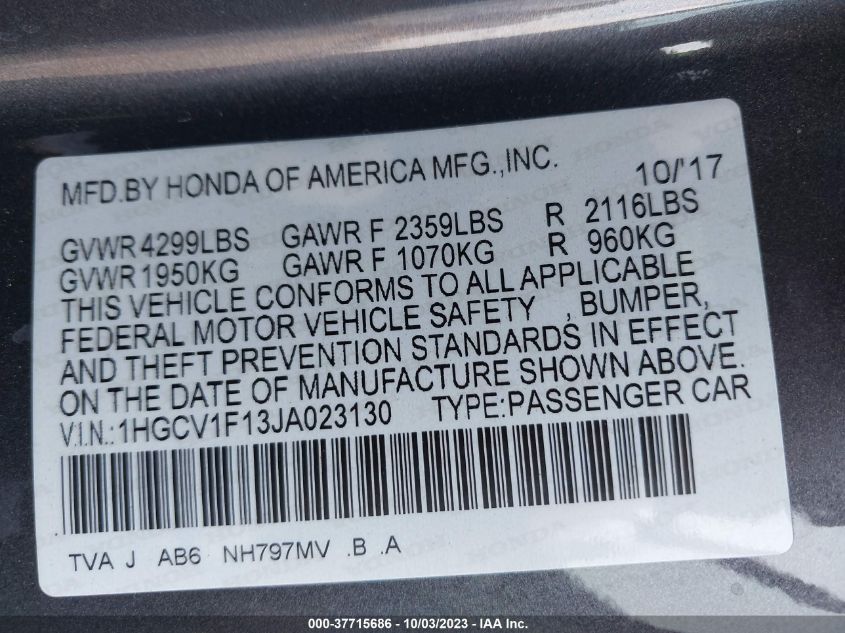 MFD.BY HONDA OF AMERICA MFG.,INC. 10/'17
GVWR 4299LBS GAWR F 2359LBS R 2116LBS
GVWR 1950KG GAWR F 1070KG R 960KG
THIS VEHICLE CONFORMS TO ALL APPLICABLE
FEDERAL MOTOR VEHICLE SAFETY , BUMPER,
AND THEFT PREVENTION STANDARDS IN EFFECT
ON THE DATE OF MANUFACTURE SHOWN ABOVE.
V.I.N.:1HGCV1F13JA023130 TYPE:PASSENGER CAR
TVA J AB6 NH797MV .B .A
000-37715686 - 10/03/2023 - IAA Inc.